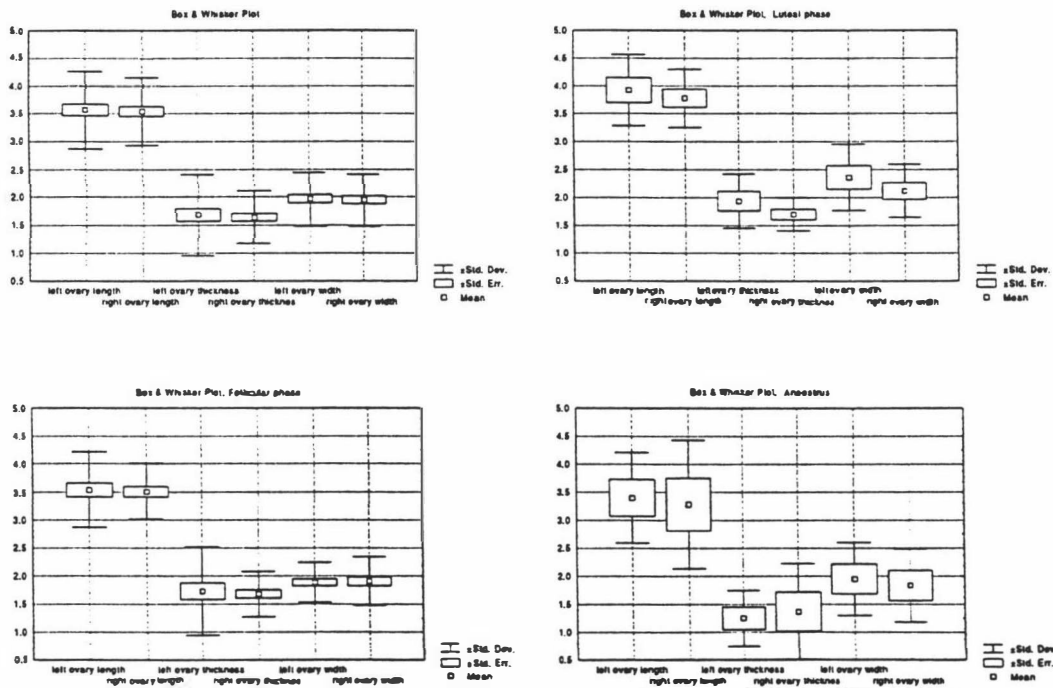 Box & Whisker Plot
5.0
4.5
4.0
3.5
3.0
2.5
2.0
1.5
1.0
0.5
left ovary length
right ovary length
left ovary thickness
right ovary thicknes
left ovary width
right ovary width
±Std. Dev.
±Std. Err.
Mean
Box & Whisker Plot, Luteal phase
5.0
4.5
4.0
3.5
3.0
2.5
2.0
1.5
1.0
0.5
left ovary length
right ovary length
left ovary thickness
right ovary thicknes
left ovary width
right ovary width
±Std. Dev.
±Std. Err.
Mean
Box & Whisker Plot, Follicular phase
5.0
4.5
4.0
3.5
3.0
2.5
2.0
1.5
1.0
0.5
left ovary length
right ovary length
left ovary thickness
right ovary thicknes
left ovary width
right ovary width
±Std. Dev.
±Std. Err.
Mean
Box & Whisker Plot, Anoestrus
5.0
4.5
4.0
3.5
3.0
2.5
2.0
1.5
1.0
0.5
left ovary length
right ovary length
left ovary thickness
right ovary thicknes
left ovary width
right ovary width
±Std. Dev.
±Std. Err.
Mean